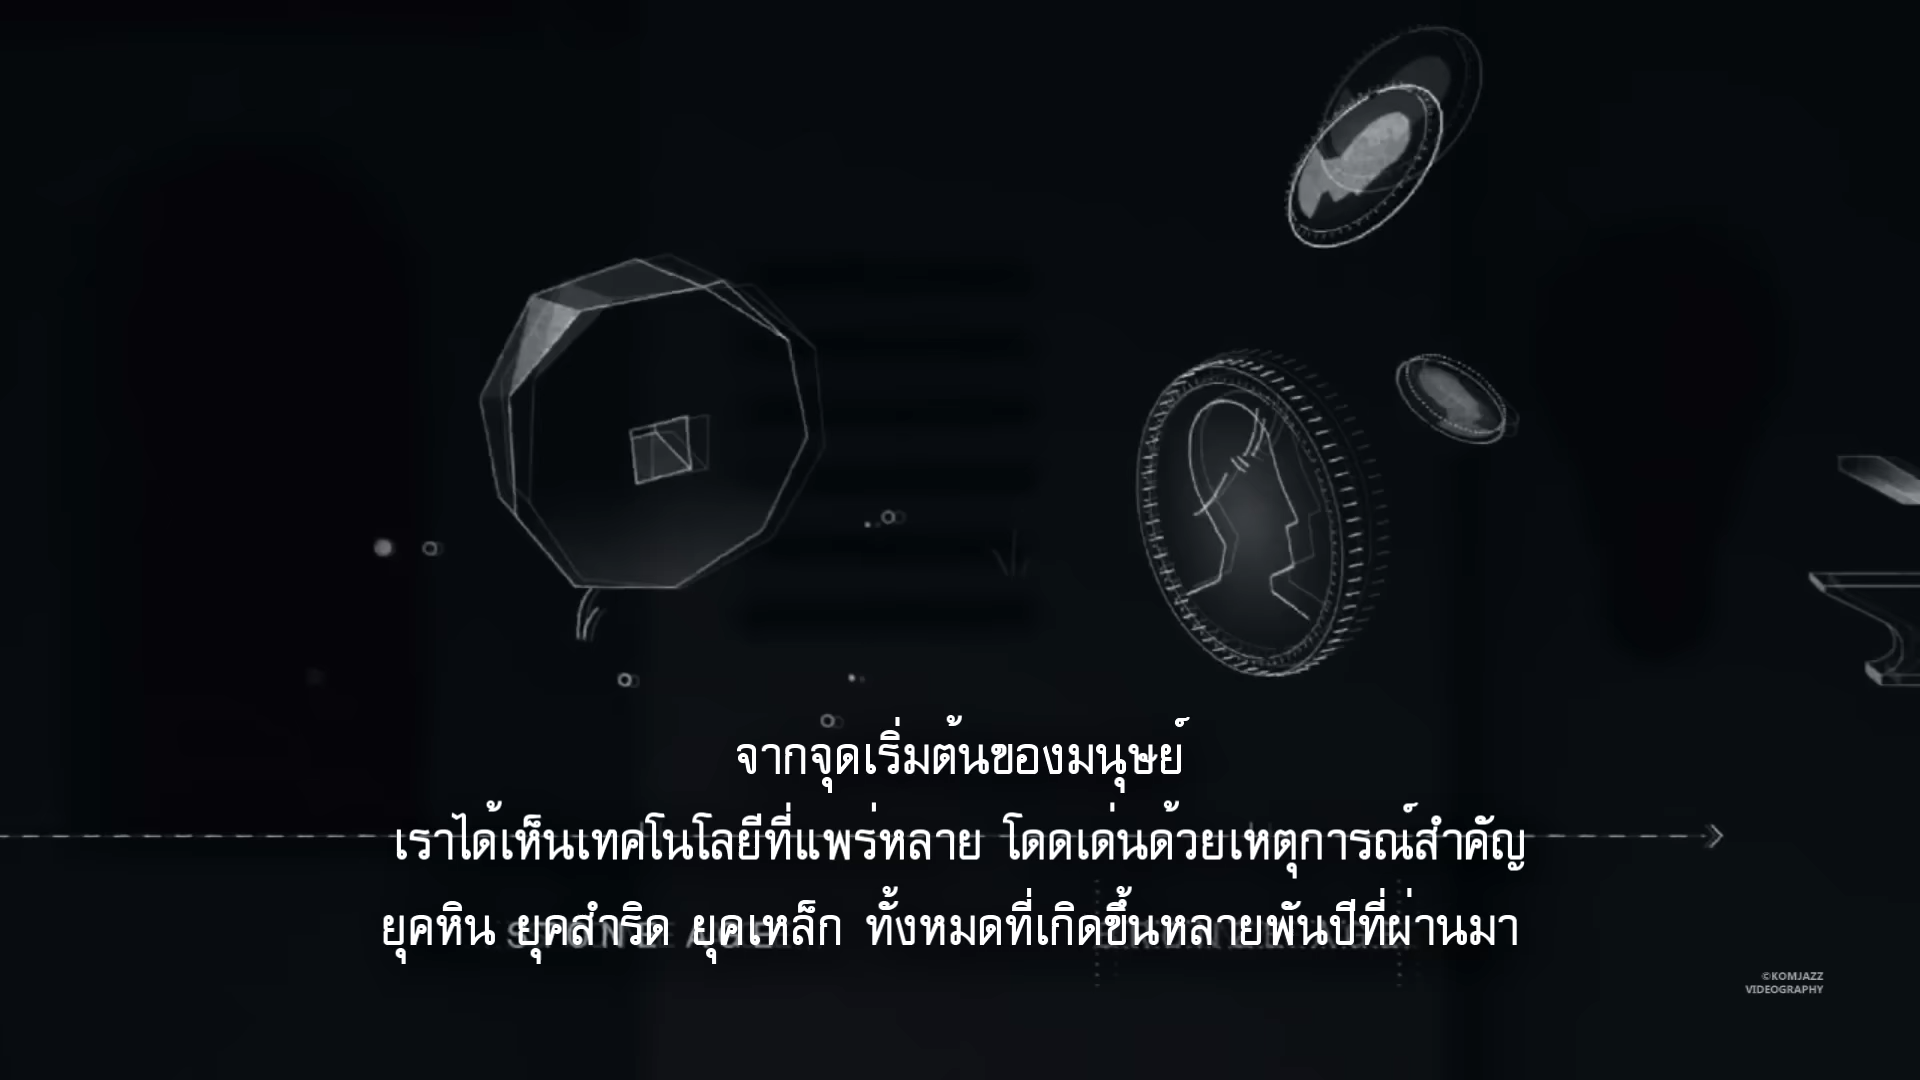 จากจุดเริ่มต้นของมนุษย์
เราได้เห็นเทคโนโลยีที่แพร่หลาย โดดเด่นด้วยเหตุการณ์สำคัญ
ยุคหิน ยุคสำริด ยุคเหล็ก ทั้งหมดที่เกิดขึ้นหลายพันปีที่ผ่านมา
STONE AGE
©KOMJAZZ
VIDEOGRAPHY